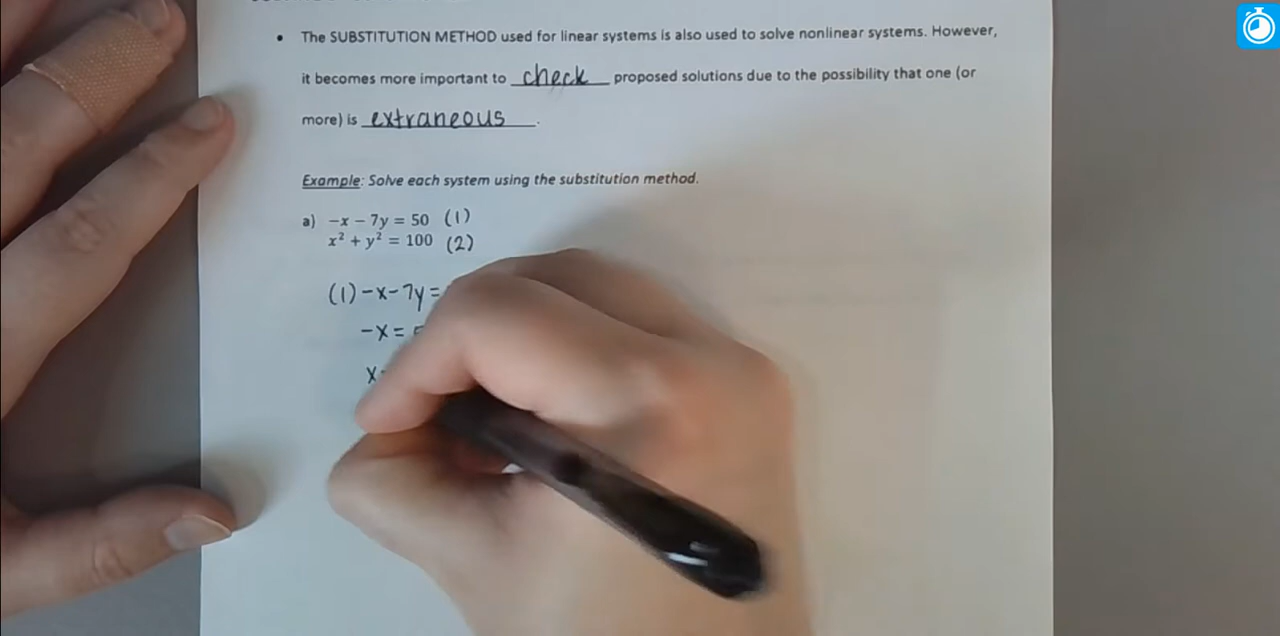 • The SUBSTITUTION METHOD used for linear systems is also used to solve nonlinear systems. However,
it becomes more important to check proposed solutions due to the possibility that one (or
more) is extraneous.
Example: Solve each system using the substitution method.
a) −x − 7y = 50 (1)
x² + y² = 100 (2)
(1) −x−7y=
−x=
x